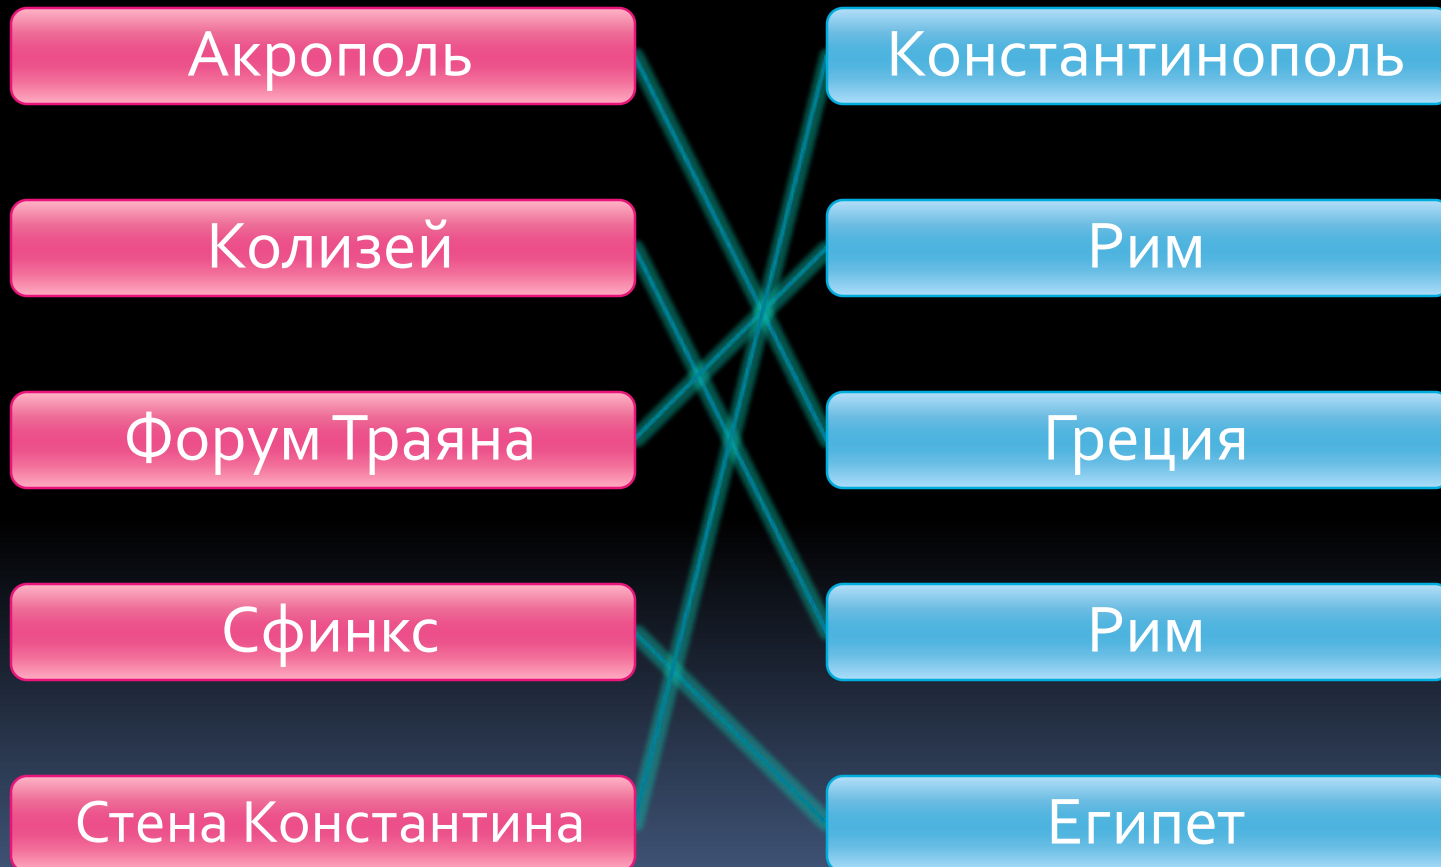 Акрополь
Константинополь
Колизей
Рим
Форум Траяна
Греция
Сфинкс
Рим
Стена Константина
Египет